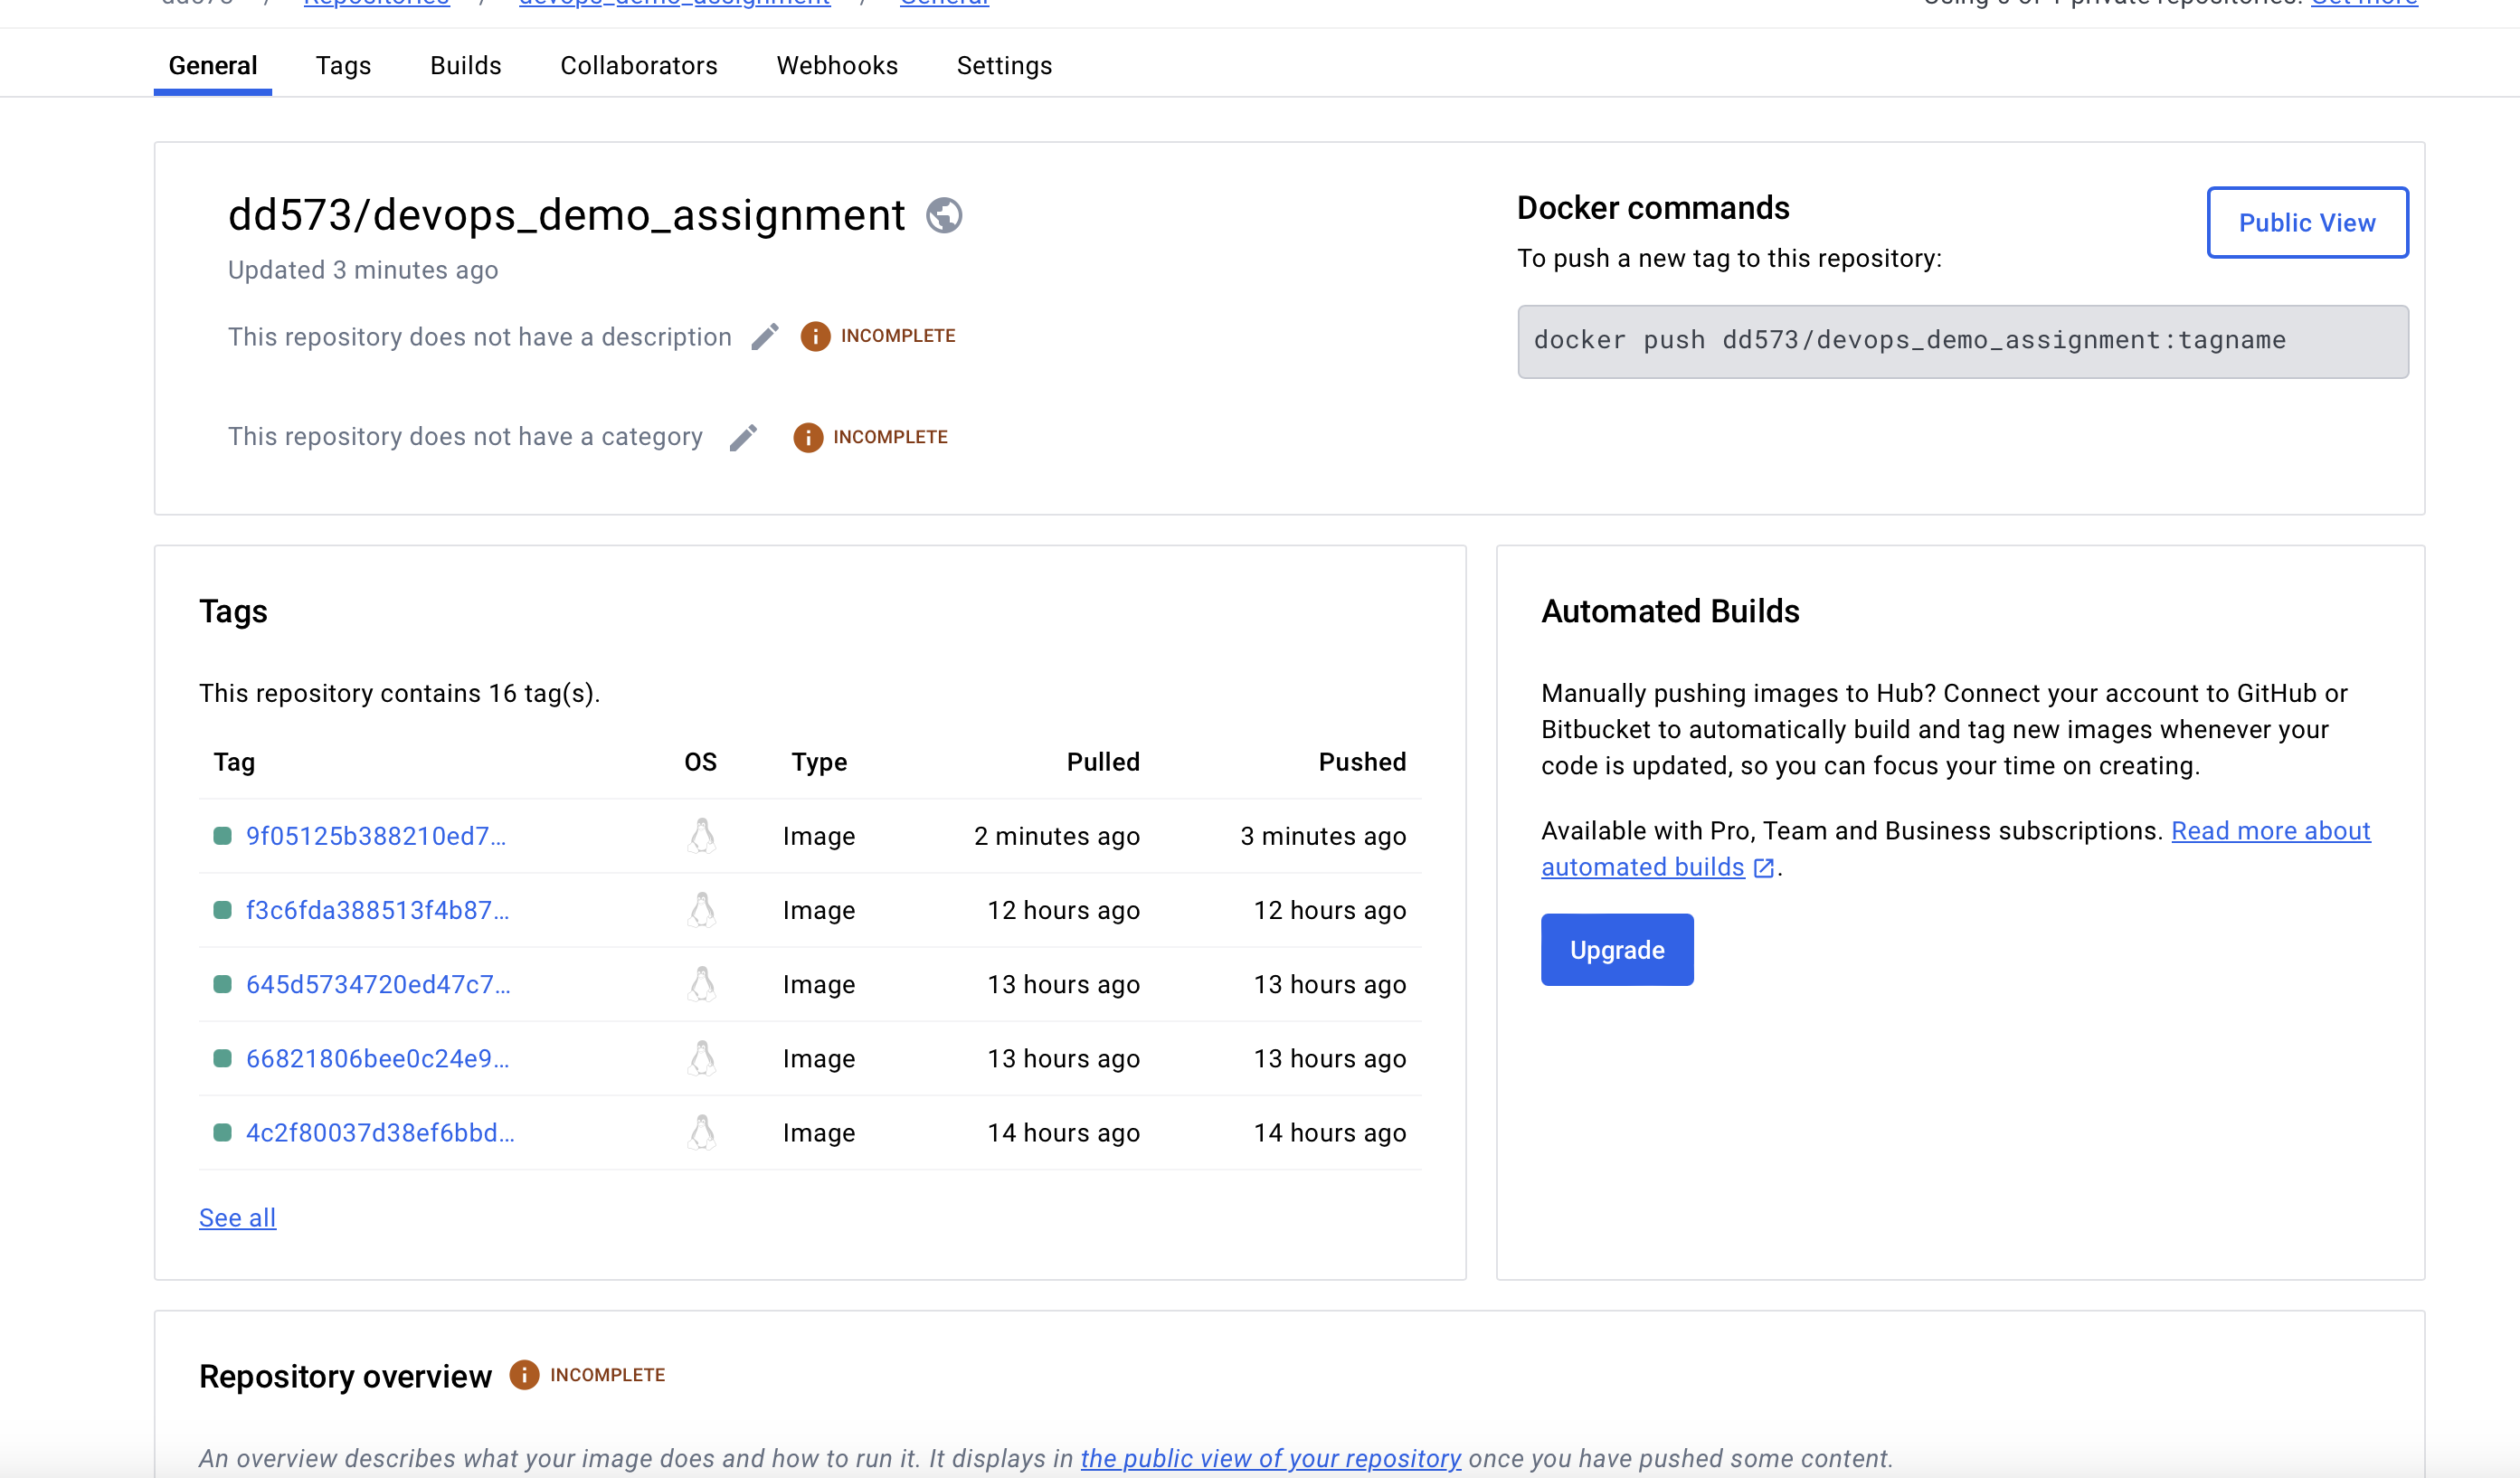 dd573 / Repositories / devops_demo_assignment / General
Using 0 of 1 private repositories. Get more
General Tags Builds Collaborators Webhooks Settings
dd573/devops_demo_assignment
Updated 3 minutes ago
This repository does not have a description INCOMPLETE
This repository does not have a category INCOMPLETE
Docker commands
Public View
To push a new tag to this repository:
docker push dd573/devops_demo_assignment:tagname
Tags
This repository contains 16 tag(s).
Tag OS Type Pulled Pushed
9f05125b388210ed7… Image 2 minutes ago 3 minutes ago
f3c6fda388513f4b87… Image 12 hours ago 12 hours ago
645d5734720ed47c7… Image 13 hours ago 13 hours ago
66821806bee0c24e9… Image 13 hours ago 13 hours ago
4c2f80037d38ef6bbd… Image 14 hours ago 14 hours ago
See all
Automated Builds
Manually pushing images to Hub? Connect your account to GitHub or
Bitbucket to automatically build and tag new images whenever your
code is updated, so you can focus your time on creating.
Available with Pro, Team and Business subscriptions. Read more about
automated builds .
Upgrade
Repository overview INCOMPLETE
An overview describes what your image does and how to run it. It displays in the public view of your repository once you have pushed some content.